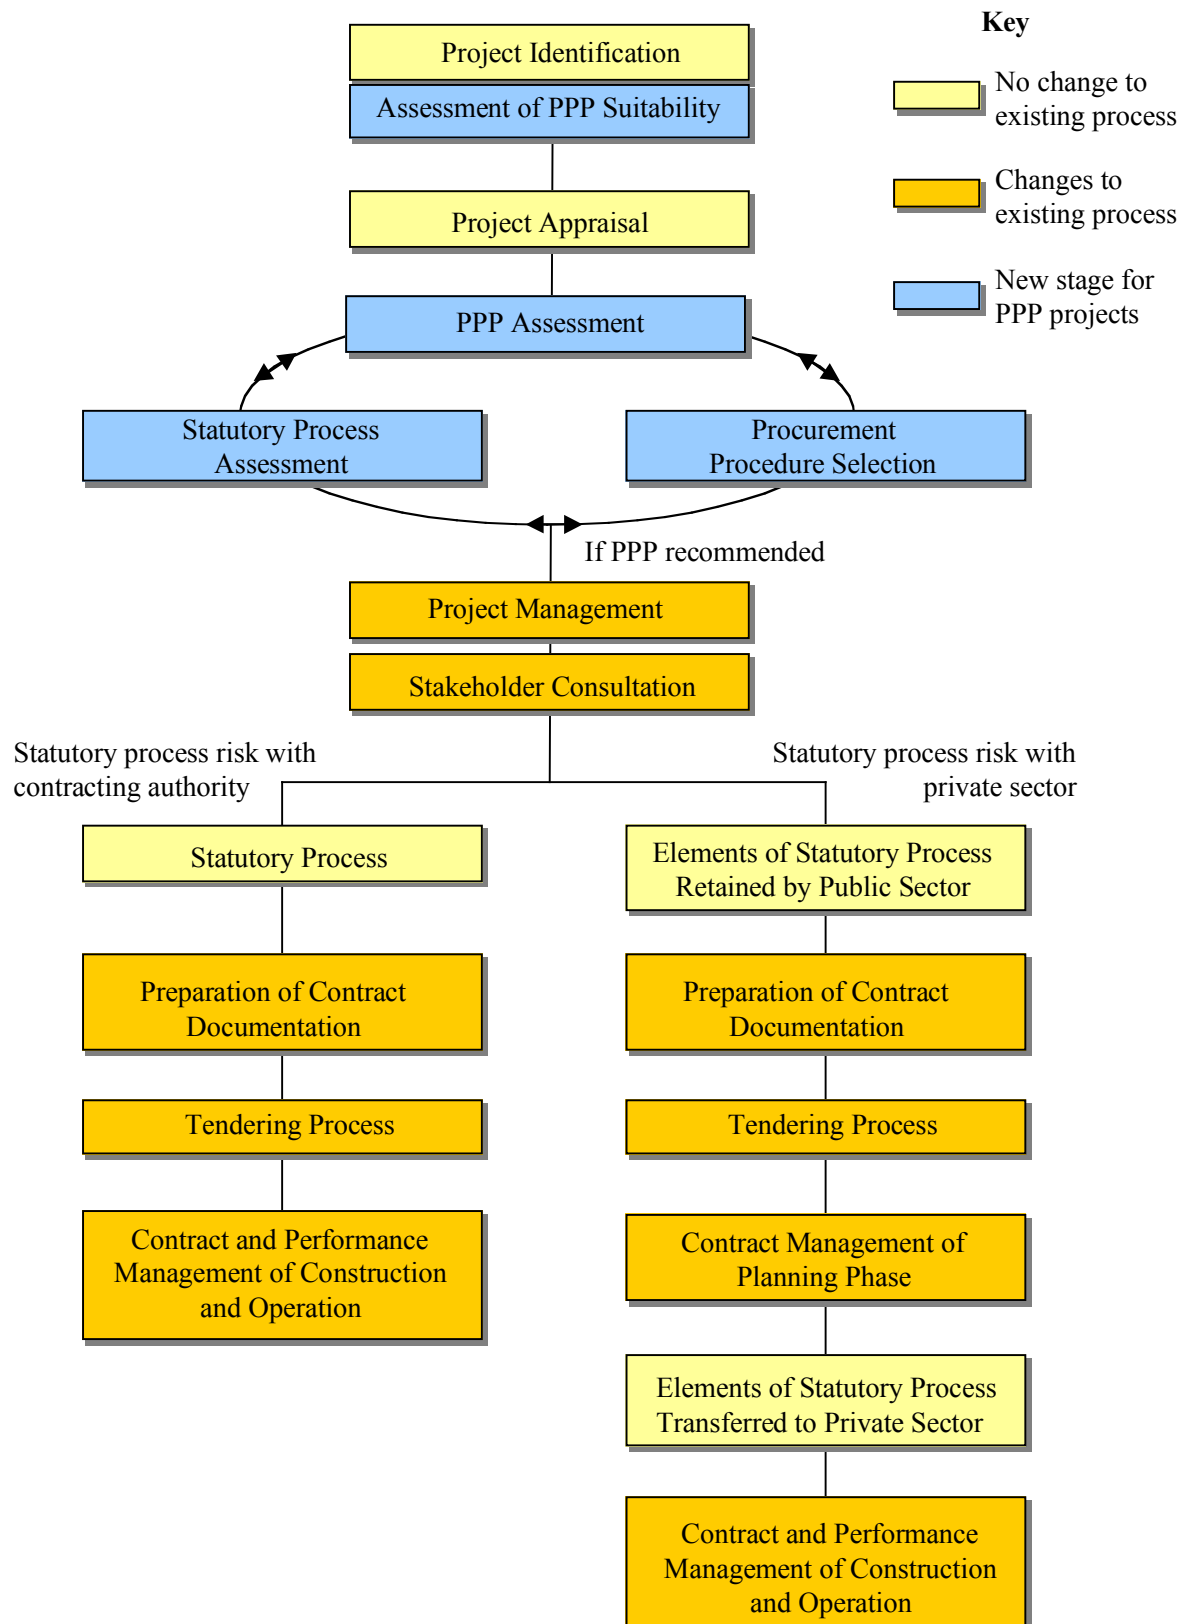 Key
No change to
existing process
Changes to
existing process
New stage for
PPP projects
Project Identification
Assessment of PPP Suitability
Project Appraisal
PPP Assessment
Statutory Process
Assessment
Procurement
Procedure Selection
If PPP recommended
Project Management
Stakeholder Consultation
Statutory process risk with
contracting authority
Statutory process risk with
private sector
Statutory Process
Preparation of Contract
Documentation
Tendering Process
Contract and Performance
Management of Construction
and Operation
Elements of Statutory Process
Retained by Public Sector
Preparation of Contract
Documentation
Tendering Process
Contract Management of
Planning Phase
Elements of Statutory Process
Transferred to Private Sector
Contract and Performance
Management of Construction
and Operation